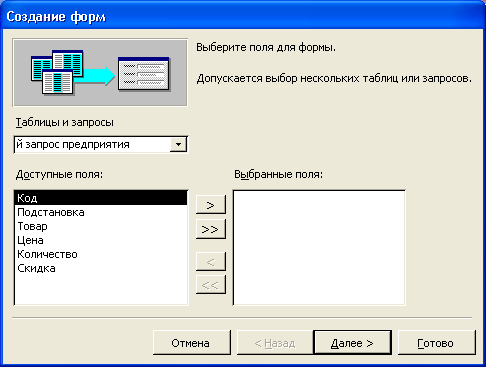 Создание форм
Выберите поля для формы.
Допускается выбор нескольких таблиц или запросов.
Таблицы и запросы
й запрос предприятия
Доступные поля:
Выбранные поля:
Код
Подстановка
Товар
Цена
Количество
Скидка
>
>>
<
<<
Отмена
< Назад
Далее >
Готово